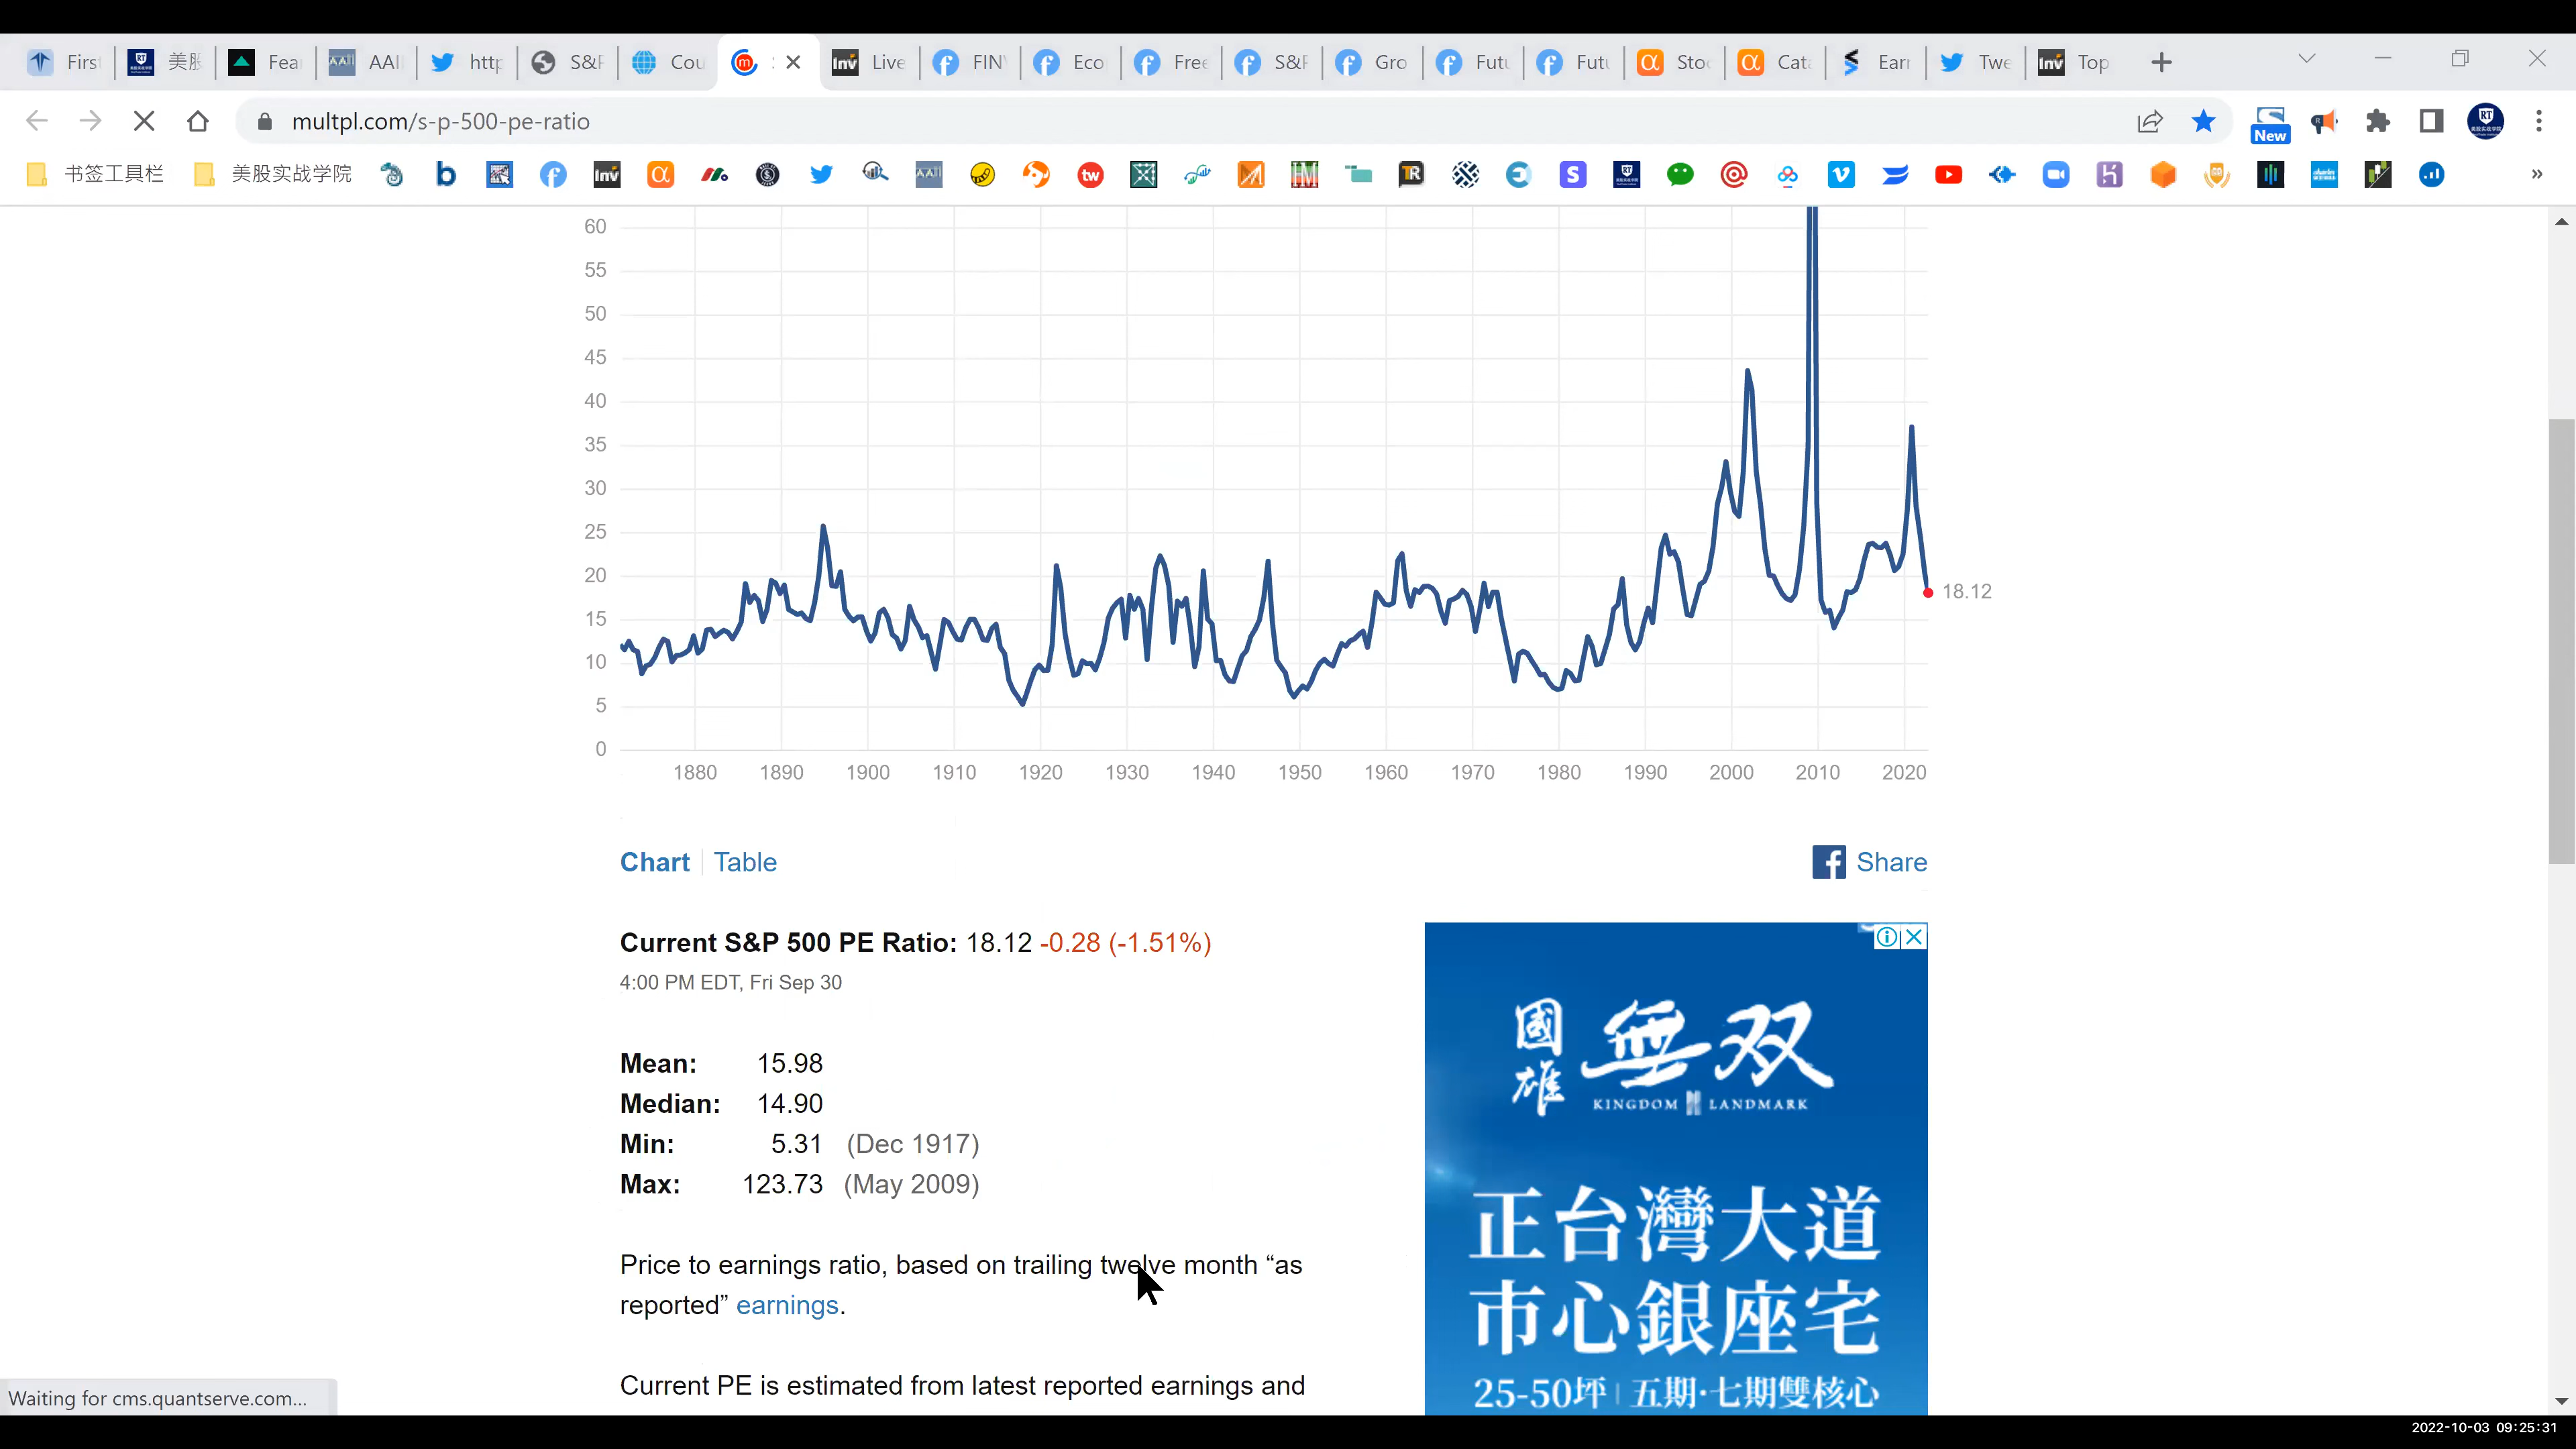 First
美股
Fea
AAII
http
S&P
Cou
Inv
Live
FIN
Eco
Free
S&P
Gro
Futu
Futu
Stoc
Cata
Earn
Twe
Inv
Top
multpl.com/s-p-500-pe-ratio
New
书签工具栏
美股实战学院
60
55
50
45
40
35
30
25
20
15
10
5
0
18.12
1880 1890 1900 1910 1920 1930 1940 1950 1960 1970 1980 1990 2000 2010 2020
Chart Table
Share
Current S&P 500 PE Ratio: 18.12 -0.28 (-1.51%)
4:00 PM EDT, Fri Sep 30
Mean: 15.98
Median: 14.90
Min: 5.31 (Dec 1917)
Max: 123.73 (May 2009)
Price to earnings ratio, based on trailing twelve month “as
reported” earnings.
Current PE is estimated from latest reported earnings and
國雄
無双
KINGDOM LANDMARK
正台灣大道
市心銀座宅
25-50坪 | 五期·七期雙核心
Waiting for cms.quantserve.com...
2022-10-03 09:25:31